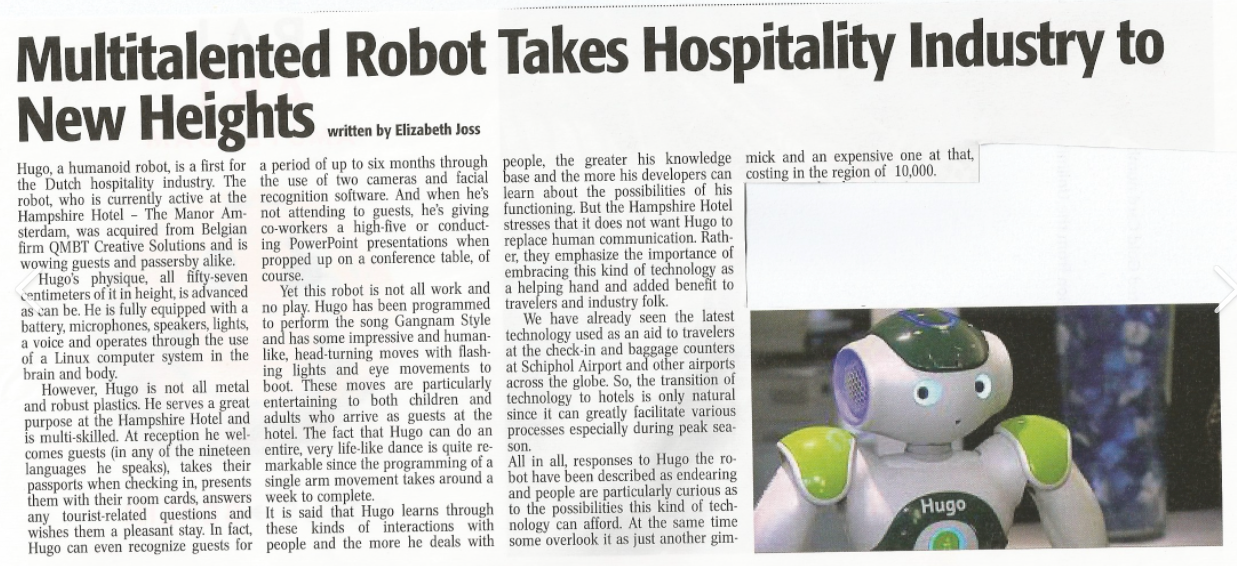 Multitalented Robot Takes Hospitality Industry to
New Heights written by Elizabeth Joss
Hugo, a humanoid robot, is a first for
the Dutch hospitality industry. The
robot, who is currently active at the
Hampshire Hotel – The Manor Am-
sterdam, was acquired from Belgian
firm QMBT Creative Solutions and is
wowing guests and passersby alike.
Hugo's physique, all fifty-seven
centimeters of it in height, is advanced
as can be. He is fully equipped with a
battery, microphones, speakers, lights,
a voice and operates through the use
of a Linux computer system in the
brain and body.
However, Hugo is not all metal
and robust plastics. He serves a great
purpose at the Hampshire Hotel and
is multi-skilled. At reception he wel-
comes guests (in any of the nineteen
languages he speaks), takes their
passports when checking in, presents
them with their room cards, answers
any tourist-related questions and
wishes them a pleasant stay. In fact,
Hugo can even recognize guests for
a period of up to six months through
the use of two cameras and facial
recognition software. And when he's
not attending to guests, he's giving
co-workers a high-five or conduct-
ing PowerPoint presentations when
propped up on a conference table, of
course.
Yet this robot is not all work and
no play. Hugo has been programmed
to perform the song Gangnam Style
and has some impressive and human-
like, head-turning moves with flash-
ing lights and eye movements to
boot. These moves are particularly
entertaining to both children and
adults who arrive as guests at the
hotel. The fact that Hugo can do an
entire, very life-like dance is quite re-
markable since the programming of a
single arm movement takes around a
week to complete.
It is said that Hugo learns through
these kinds of interactions with
people and the more he deals with
people, the greater his knowledge
base and the more his developers can
learn about the possibilities of his
functioning. But the Hampshire Hotel
stresses that it does not want Hugo to
replace human communication. Rath-
er, they emphasize the importance of
embracing this kind of technology as
a helping hand and added benefit to
travelers and industry folk.
We have already seen the latest
technology used as an aid to travelers
at the check-in and baggage counters
at Schiphol Airport and other airports
across the globe. So, the transition of
technology to hotels is only natural
since it can greatly facilitate various
processes especially during peak sea-
son.
All in all, responses to Hugo the ro-
bot have been described as endearing
and people are particularly curious as
to the possibilities this kind of tech-
nology can afford. At the same time
some overlook it as just another gim-
mick and an expensive one at that,
costing in the region of 10,000.
Hugo